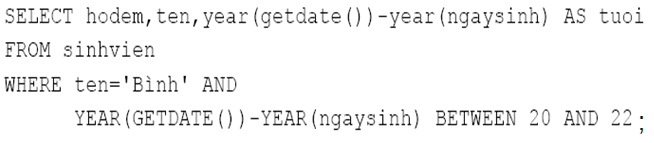 SELECT hodem,ten,year(getdate())-year(ngaysinh) AS tuoi
FROM sinhvien
WHERE ten='Bình' AND
YEAR(GETDATE())-YEAR(ngaysinh) BETWEEN 20 AND 22;